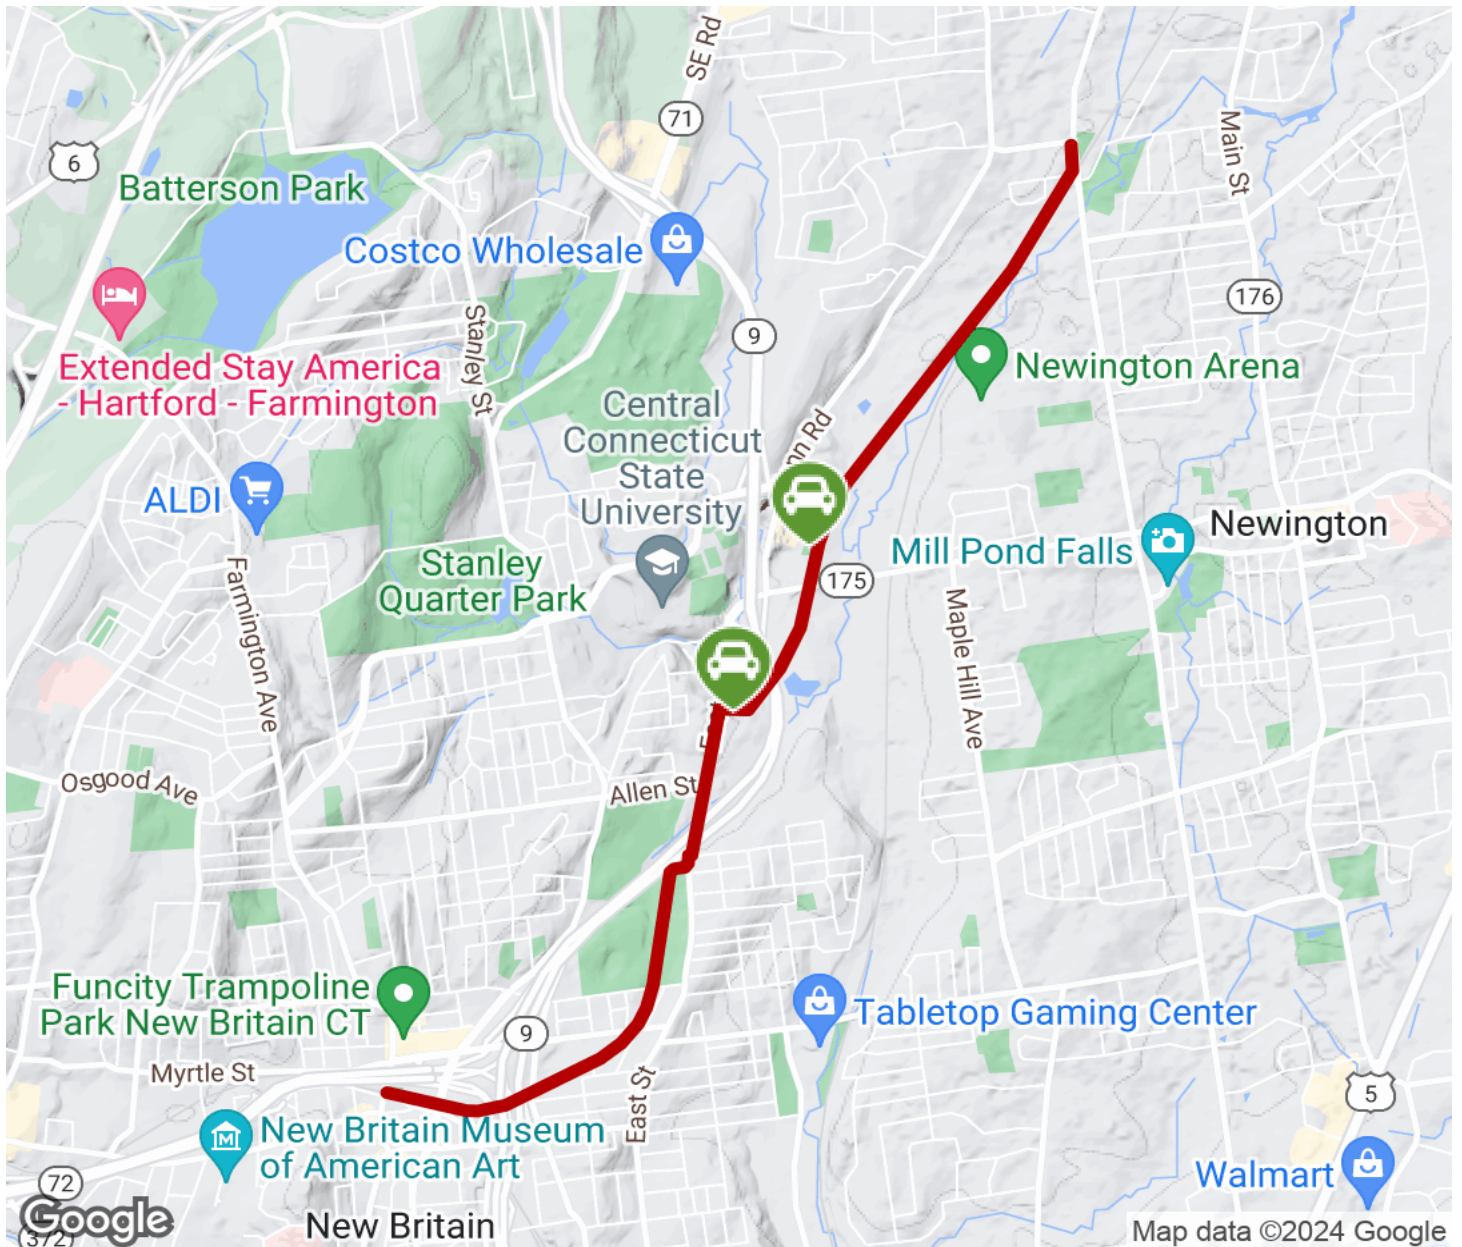 SE Rd
71
6
Main St
Batterson Park
Costco Wholesale
176
9
Stanley St
Extended Stay America
- Hartford - Farmington
Newington Arena
Central
Connecticut
State
University
ALDI
Newington
Mill Pond Falls
Stanley
Quarter Park
175
Farmington Ave
Maple Hill Ave
Osgood Ave
Allen St
Funcity Trampoline
Park New Britain CT
Tabletop Gaming Center
9
Myrtle St
East St
5
New Britain Museum
of American Art
Walmart
72
Google
New Britain
Map data ©2024 Google
372